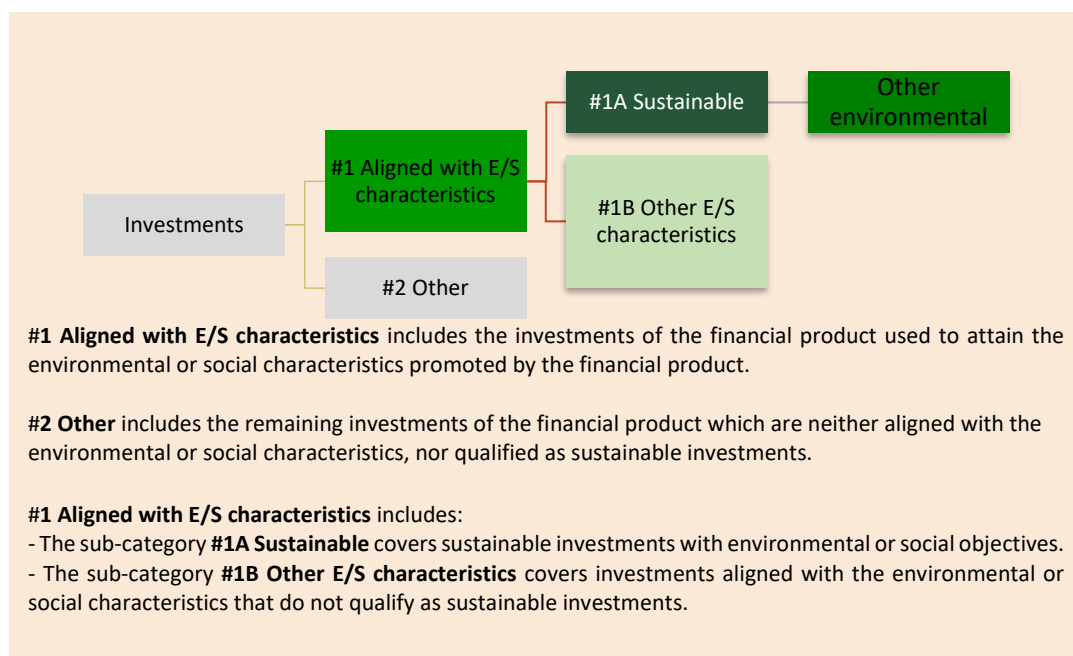 #1A Sustainable
Other
environmental
#1 Aligned with E/S
characteristics
Investments
#1B Other E/S
characteristics
#2 Other
#1 Aligned with E/S characteristics includes the investments of the financial product used to attain the
environmental or social characteristics promoted by the financial product.
#2 Other includes the remaining investments of the financial product which are neither aligned with the
environmental or social characteristics, nor qualified as sustainable investments.
#1 Aligned with E/S characteristics includes:
- The sub-category #1A Sustainable covers sustainable investments with environmental or social objectives.
- The sub-category #1B Other E/S characteristics covers investments aligned with the environmental or
social characteristics that do not qualify as sustainable investments.